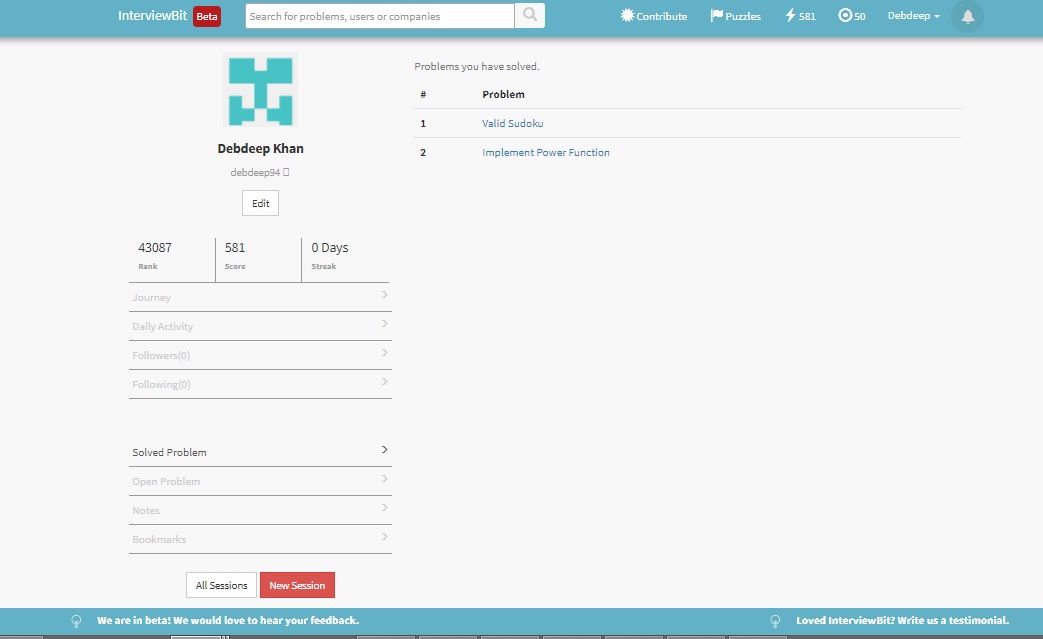 InterviewBit Beta
Search for problems, users or companies
Contribute
Puzzles
581
50
Debdeep
Debdeep Khan
debdeep94
Edit
43087 581 0 Days
Rank Score Streak
Journey
Daily Activity
Followers(0)
Following(0)
Solved Problem
Open Problem
Notes
Bookmarks
All Sessions New Session
Problems you have solved.
# Problem
1 Valid Sudoku
2 Implement Power Function
We are in beta! We would love to hear your feedback.
Loved InterviewBit? Write us a testimonial.